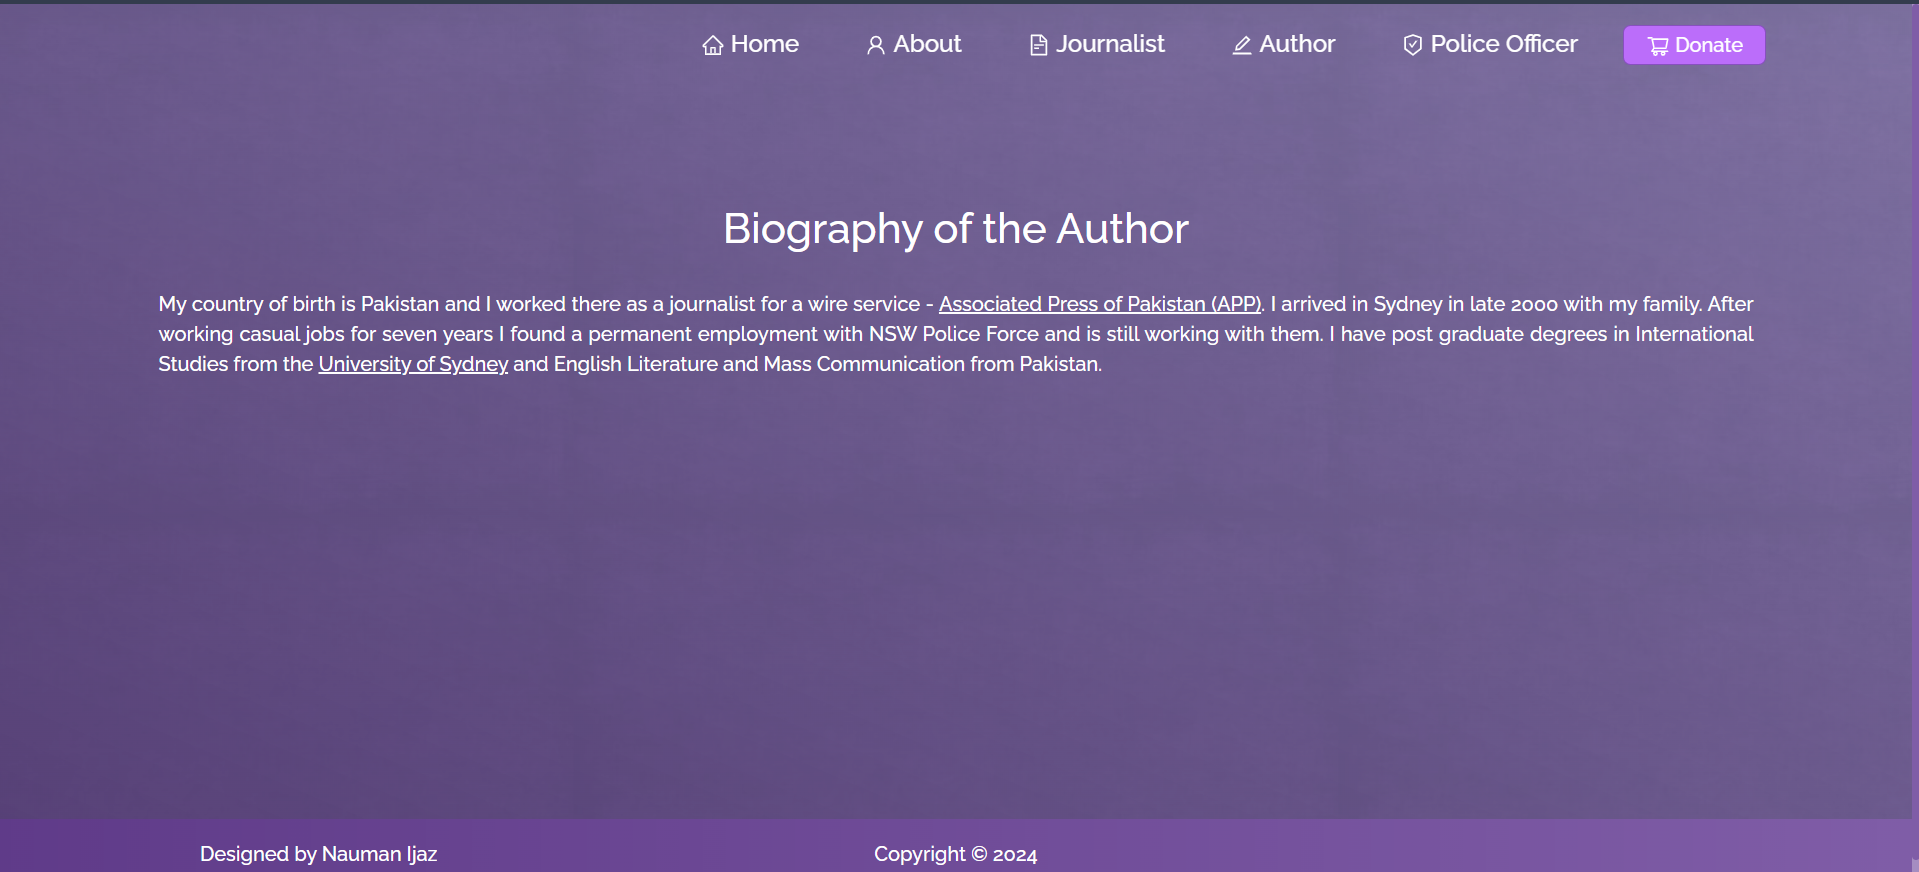 Home About Journalist Author Police Officer Donate
Biography of the Author
My country of birth is Pakistan and I worked there as a journalist for a wire service - Associated Press of Pakistan (APP). I arrived in Sydney in late 2000 with my family. After
working casual jobs for seven years I found a permanent employment with NSW Police Force and is still working with them. I have post graduate degrees in International
Studies from the University of Sydney and English Literature and Mass Communication from Pakistan.
Designed by Nauman Ijaz Copyright © 2024